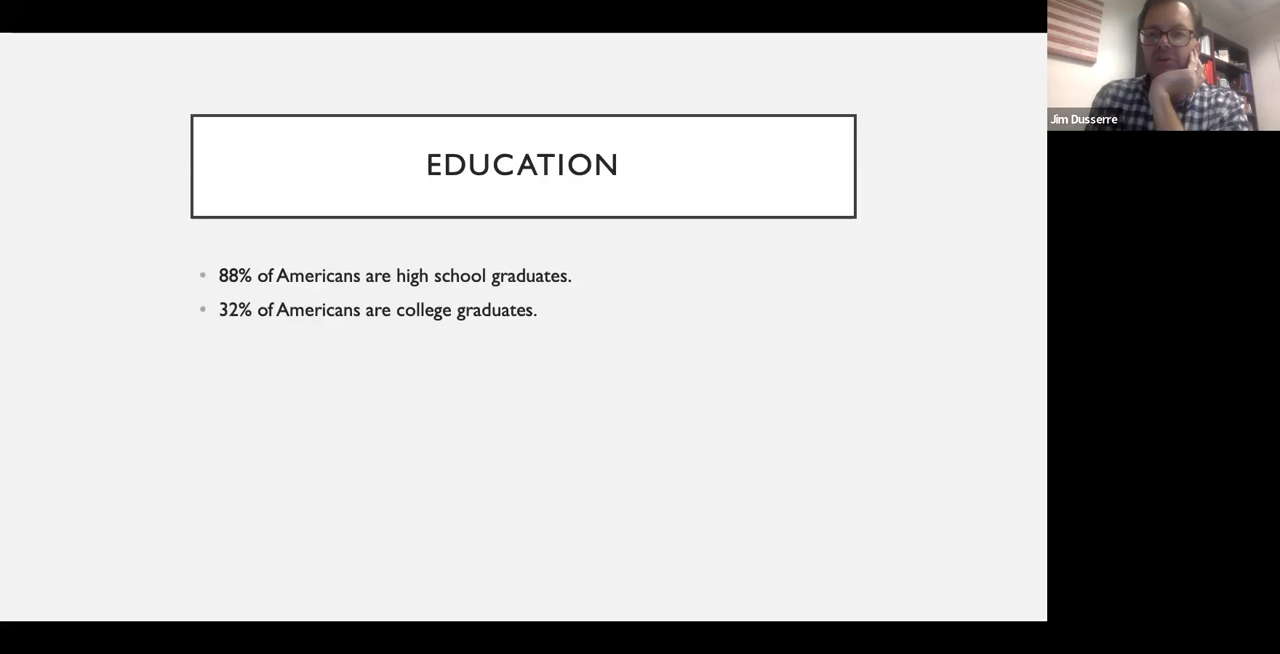 EDUCATION
• 88% of Americans are high school graduates.
• 32% of Americans are college graduates.
Jim Dusserre